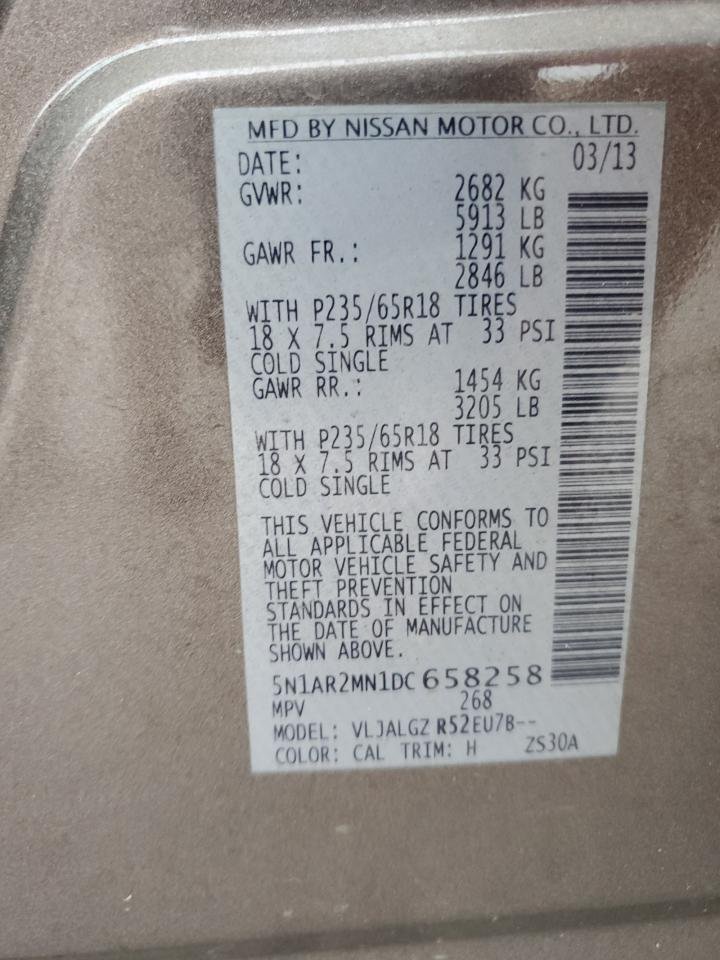 MFD BY NISSAN MOTOR CO., LTD.
DATE: 03/13
GVWR: 2682 KG
5913 LB
GAWR FR.: 1291 KG
2846 LB
WITH P235/65R18 TIRES
18 X 7.5 RIMS AT 33 PSI
COLD SINGLE
GAWR RR.: 1454 KG
3205 LB
WITH P235/65R18 TIRES
18 X 7.5 RIMS AT 33 PSI
COLD SINGLE
THIS VEHICLE CONFORMS TO
ALL APPLICABLE FEDERAL
MOTOR VEHICLE SAFETY AND
THEFT PREVENTION
STANDARDS IN EFFECT ON
THE DATE OF MANUFACTURE
SHOWN ABOVE.
5N1AR2MN1DC658258
MPV 268
MODEL: VLJALGZ R52EU7B--
COLOR: CAL TRIM: H ZS30A